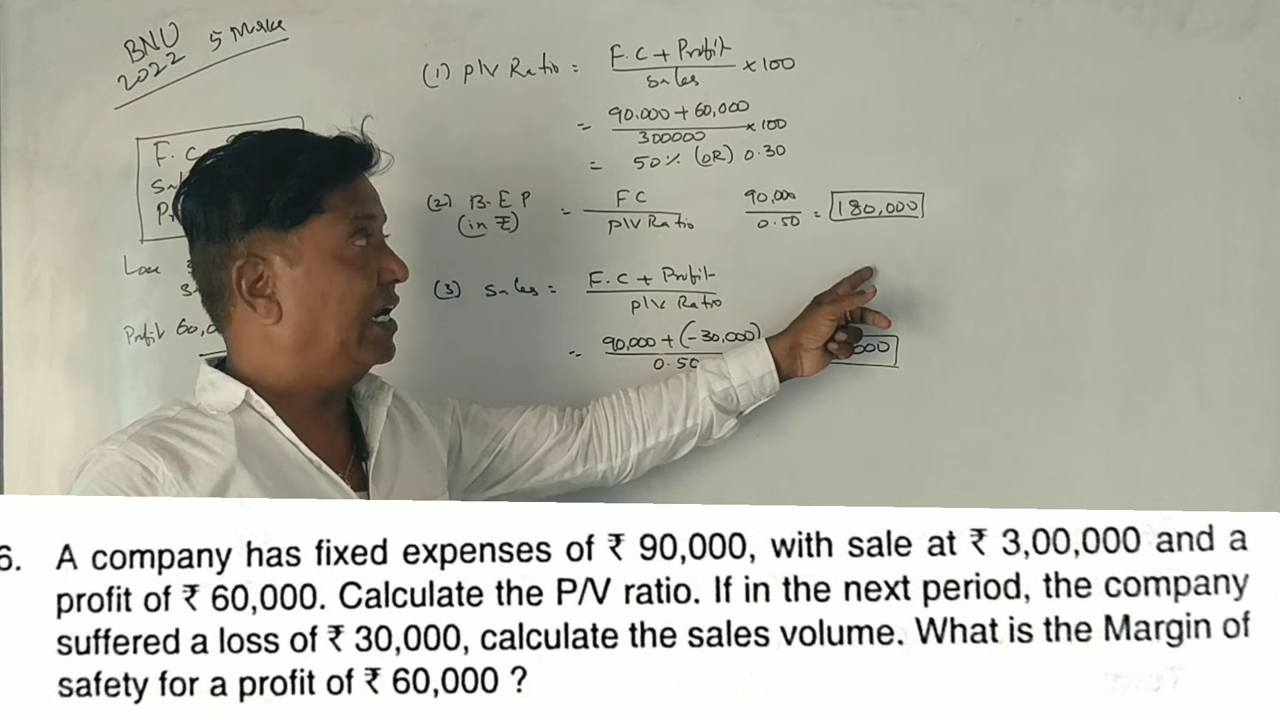 BNU
2022 5 Marks
F. C
Profit 60,0
(1) P/V Ratio = F.C + Profit / Sales × 100
= 90.000 + 60,000 / 300000 × 100
= 50% (OR) 0.30
(2) B.E P (in ₹) = FC / P/V Ratio 90,000 / 0.50 = 180,000
(3) Sales = F.C + Profit / P/V Ratio
= 90,000 + (-30,000) / 0.50 000
6. A company has fixed expenses of ₹ 90,000, with sale at ₹ 3,00,000 and a
profit of ₹ 60,000. Calculate the P/V ratio. If in the next period, the company
suffered a loss of ₹ 30,000, calculate the sales volume. What is the Margin of
safety for a profit of ₹ 60,000 ?